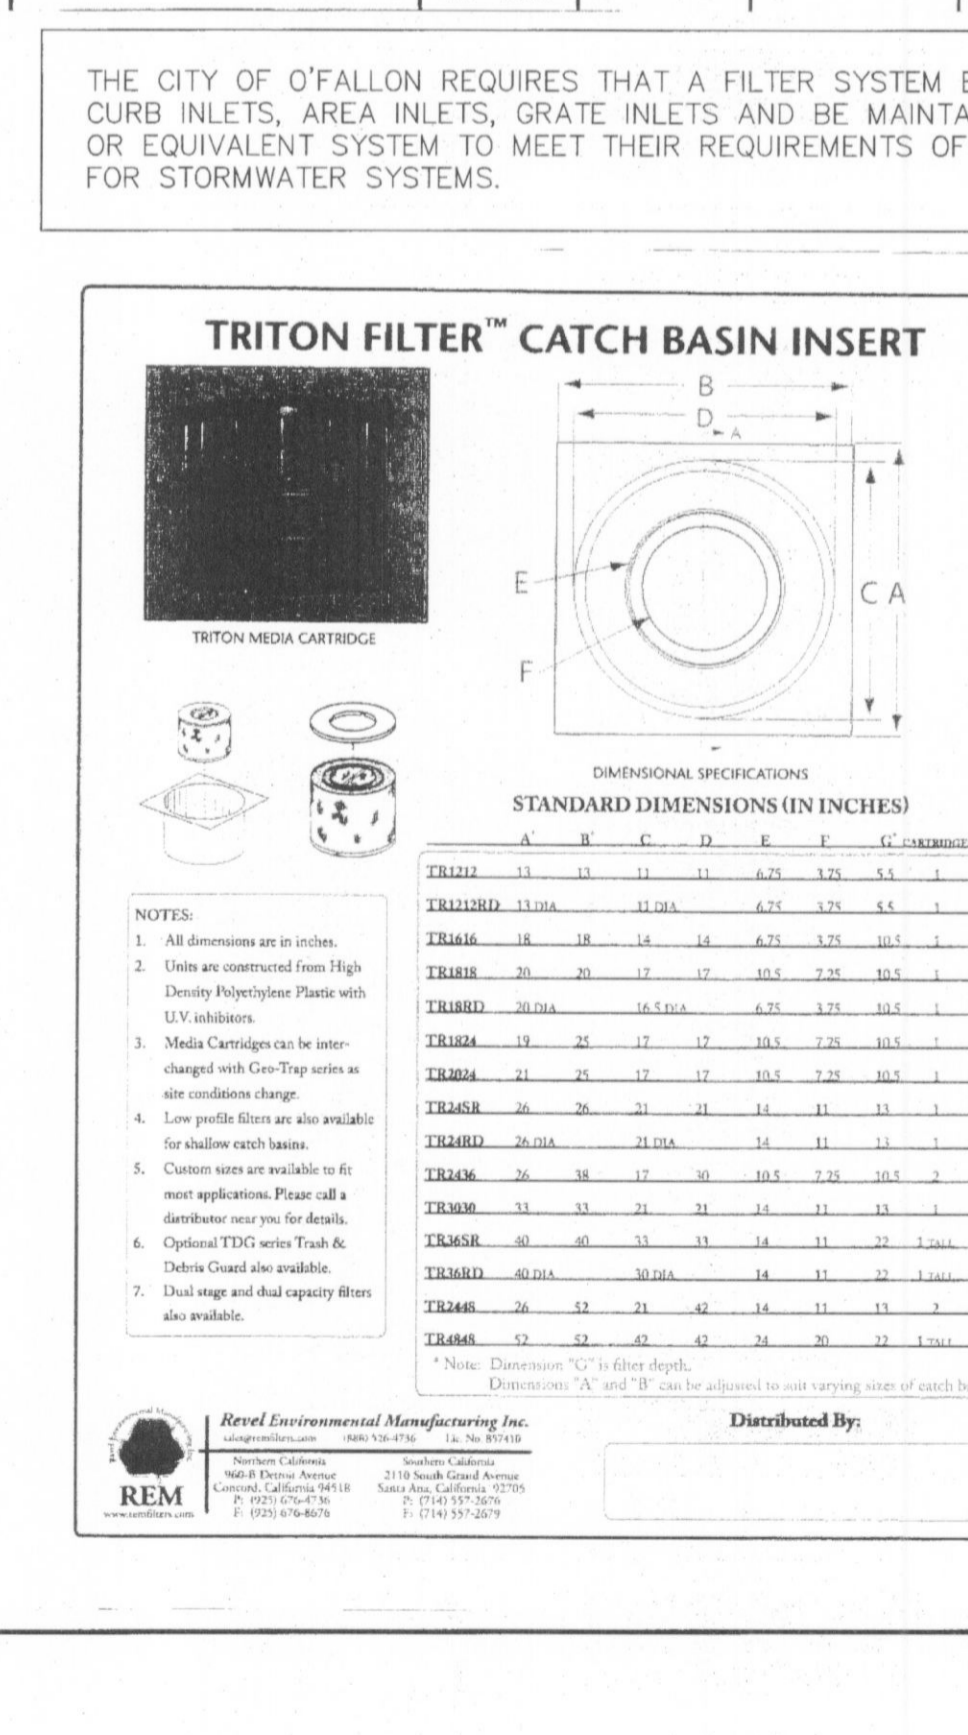 THE CITY OF O'FALLON REQUIRES THAT A FILTER SYSTEM
CURB INLETS, AREA INLETS, GRATE INLETS AND BE MAINTA
OR EQUIVALENT SYSTEM TO MEET THEIR REQUIREMENTS OF
FOR STORMWATER SYSTEMS.
TRITON FILTER™ CATCH BASIN INSERT
TRITON MEDIA CARTRIDGE
B
D
A
E
F
C A
DIMENSIONAL SPECIFICATIONS
STANDARD DIMENSIONS (IN INCHES)
A* B* C D E F G* CARTRIDGE
TR1212 13 13 11 11 6.75 3.75 5.5 1
TR1212RD 13 DIA 11 DIA 6.75 3.75 5.5 1
TR1616 18 18 14 14 6.75 3.75 10.5 1
TR1818 20 20 17 17 10.5 7.25 10.5 1
TR18RD 20 DIA 16.5 DIA 6.75 3.75 10.5 1
TR1824 19 25 17 17 10.5 7.25 10.5 1
TR2024 21 25 17 17 10.5 7.25 10.5 1
TR24SR 26 26 21 21 14 11 13 1
TR24RD 26 DIA 21 DIA 14 11 13 1
TR2436 26 38 17 30 10.5 7.25 10.5 2
TR3030 33 33 21 21 14 11 13 1
TR36SR 40 40 33 33 14 11 22 1 TALL
TR36RD 40 DIA 30 DIA 14 11 22 1 TALL
TR2448 26 52 21 42 14 11 13 2
TR4848 52 52 42 42 24 20 22 1 TALL
* Note: Dimension "G" is filter depth.
Dimensions "A" and "B" can be adjusted to suit varying sizes of catch b
NOTES:
1. All dimensions are in inches.
2. Units are constructed from High
Density Polyethylene Plastic with
U.V. inhibitors.
3. Media Cartridges can be inter-
changed with Geo-Trap series as
site conditions change.
4. Low profile filters are also available
for shallow catch basins.
5. Custom sizes are available to fit
most applications. Please call a
distributor near you for details.
6. Optional TDG series Trash &
Debris Guard also available.
7. Dual stage and dual capacity filters
also available.
REM
www.remfilters.com
Revel Environmental Manufacturing Inc.
sales@remfilters.com (888) 526-4736 Lic. No. 857410
Northern California
960-B Detroit Avenue
Concord, California 94518
P: (925) 676-4736
F: (925) 676-8676
Southern California
2110 South Grand Avenue
Santa Ana, California 92705
P: (714) 557-2676
F: (714) 557-2679
Distributed By: